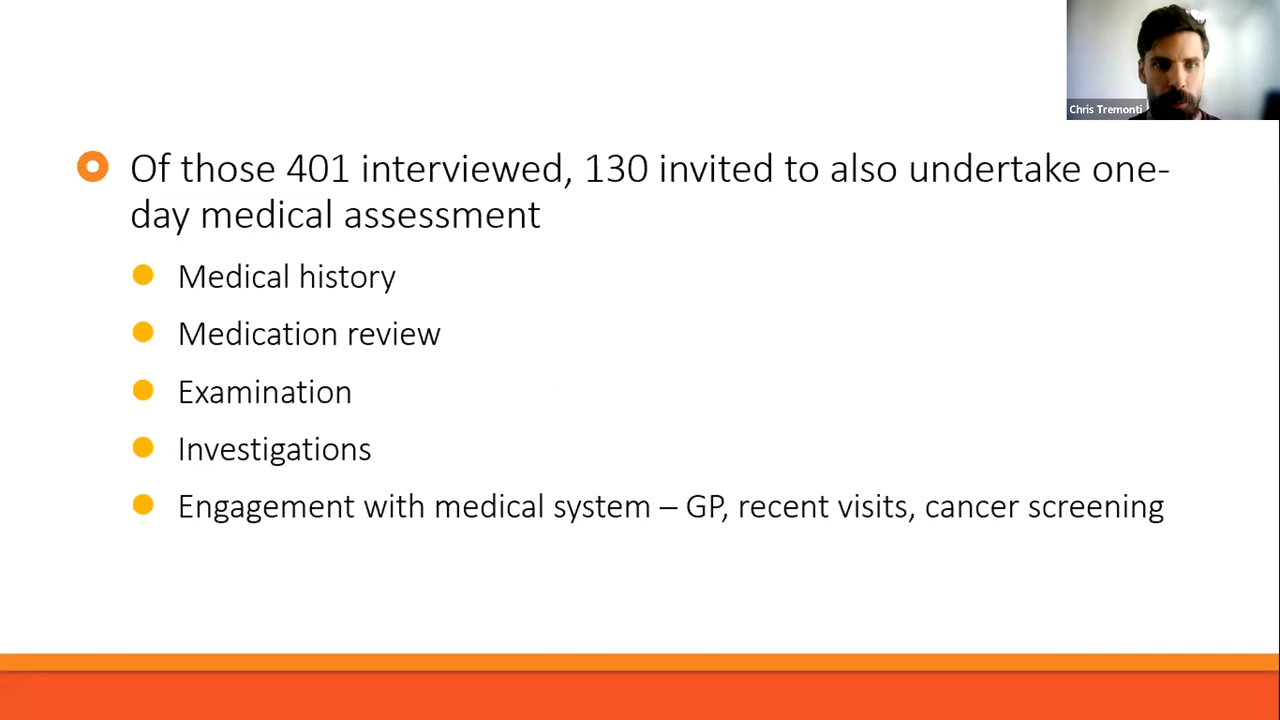 Chris Tremonti
Of those 401 interviewed, 130 invited to also undertake one-
day medical assessment
Medical history
Medication review
Examination
Investigations
Engagement with medical system – GP, recent visits, cancer screening